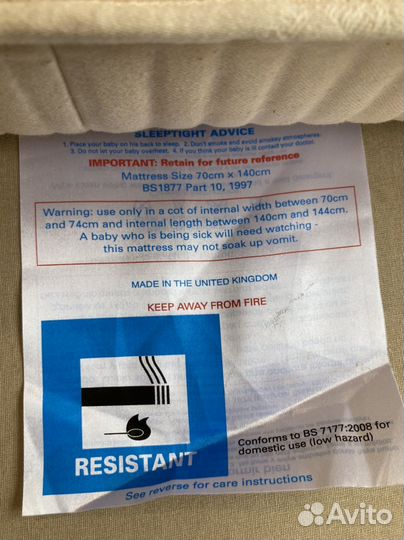 SLEEPTIGHT ADVICE
1. Place your baby on his back to sleep. 2. Don't smoke and avoid smokey atmospheres.
3. Do not let your baby overheat. 4. If you think your baby is ill contact your doctor.
IMPORTANT: Retain for future reference
Mattress Size 70cm x 140cm
BS1877 Part 10, 1997
Warning: use only in a cot of internal width between 70cm
and 74cm and internal length between 140cm and 144cm.
A baby who is being sick will need watching -
this mattress may not soak up vomit.
MADE IN THE UNITED KINGDOM
KEEP AWAY FROM FIRE
RESISTANT
Conforms to BS 7177:2008 for
domestic use (low hazard)
See reverse for care instructions
Avito